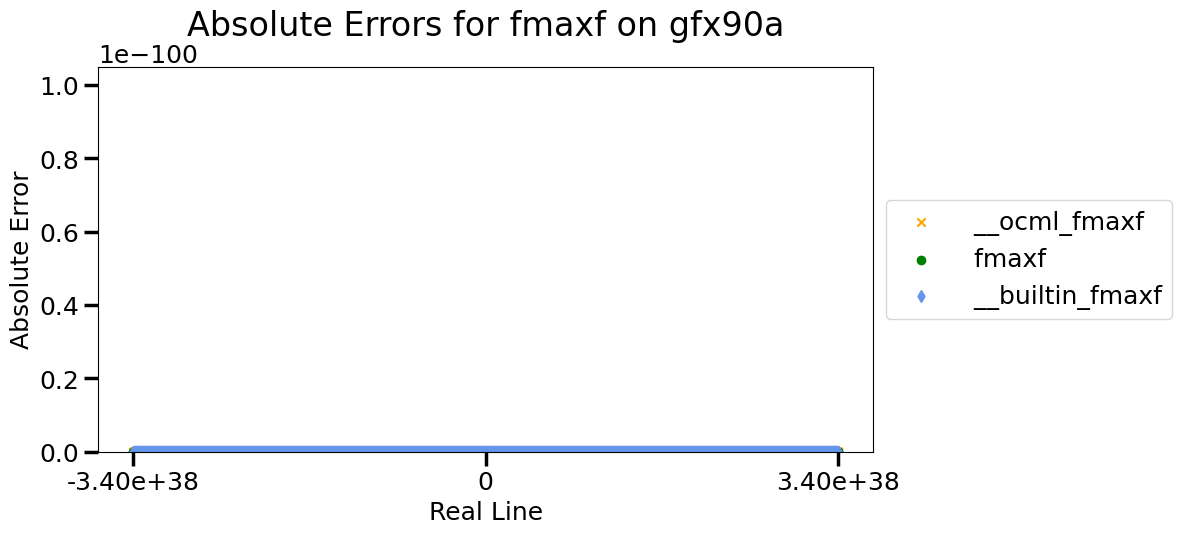 Absolute Errors for fmaxf on gfx90a
1e−100
1.0
0.8
0.6
0.4
0.2
0.0
Absolute Error
-3.40e+38
0
3.40e+38
Real Line
__ocml_fmaxf
fmaxf
__builtin_fmaxf